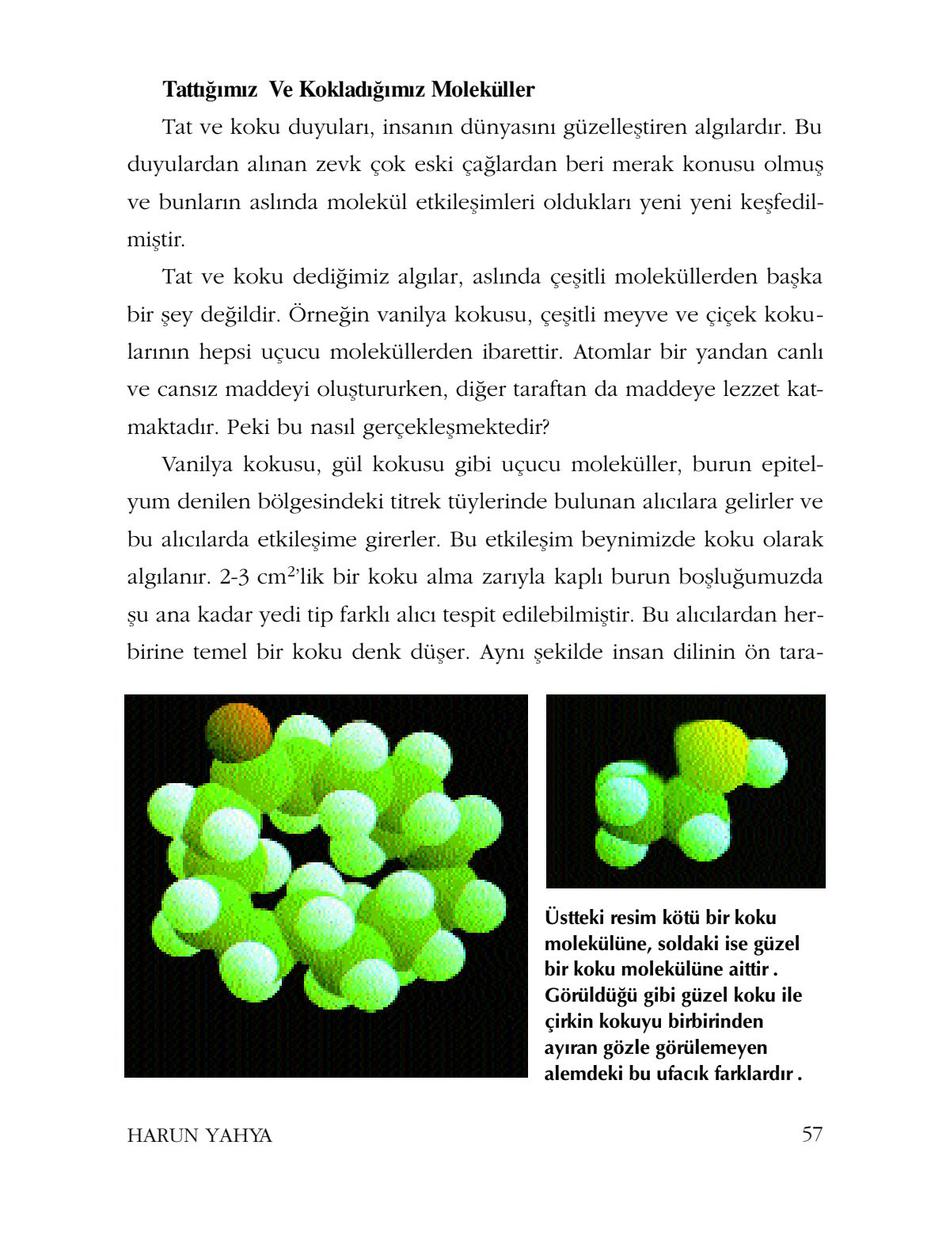 Tattığımız Ve Kokladığımız Moleküller
Tat ve koku duyuları, insanın dünyasını güzelleştiren algılardır. Bu
duyulardan alınan zevk çok eski çağlardan beri merak konusu olmuş
ve bunların aslında molekül etkileşimleri oldukları yeni yeni keşfedil-
miştir.
Tat ve koku dediğimiz algılar, aslında çeşitli moleküllerden başka
bir şey değildir. Örneğin vanilya kokusu, çeşitli meyve ve çiçek koku-
larının hepsi uçucu moleküllerden ibarettir. Atomlar bir yandan canlı
ve cansız maddeyi oluştururken, diğer taraftan da maddeye lezzet kat-
maktadır. Peki bu nasıl gerçekleşmektedir?
Vanilya kokusu, gül kokusu gibi uçucu moleküller, burun epitel-
yum denilen bölgesindeki titrek tüylerinde bulunan alıcılara gelirler ve
bu alıcılarda etkileşime girerler. Bu etkileşim beynimizde koku olarak
algılanır. 2-3 cm²'lik bir koku alma zarıyla kaplı burun boşluğumuzda
şu ana kadar yedi tip farklı alıcı tespit edilebilmiştir. Bu alıcılardan her-
birine temel bir koku denk düşer. Aynı şekilde insan dilinin ön tara-
Üstteki resim kötü bir koku
molekülüne, soldaki ise güzel
bir koku molekülüne aittir .
Görüldüğü gibi güzel koku ile
çirkin kokuyu birbirinden
ayıran gözle görülemeyen
alemdeki bu ufacık farklardır .
HARUN YAHYA
57